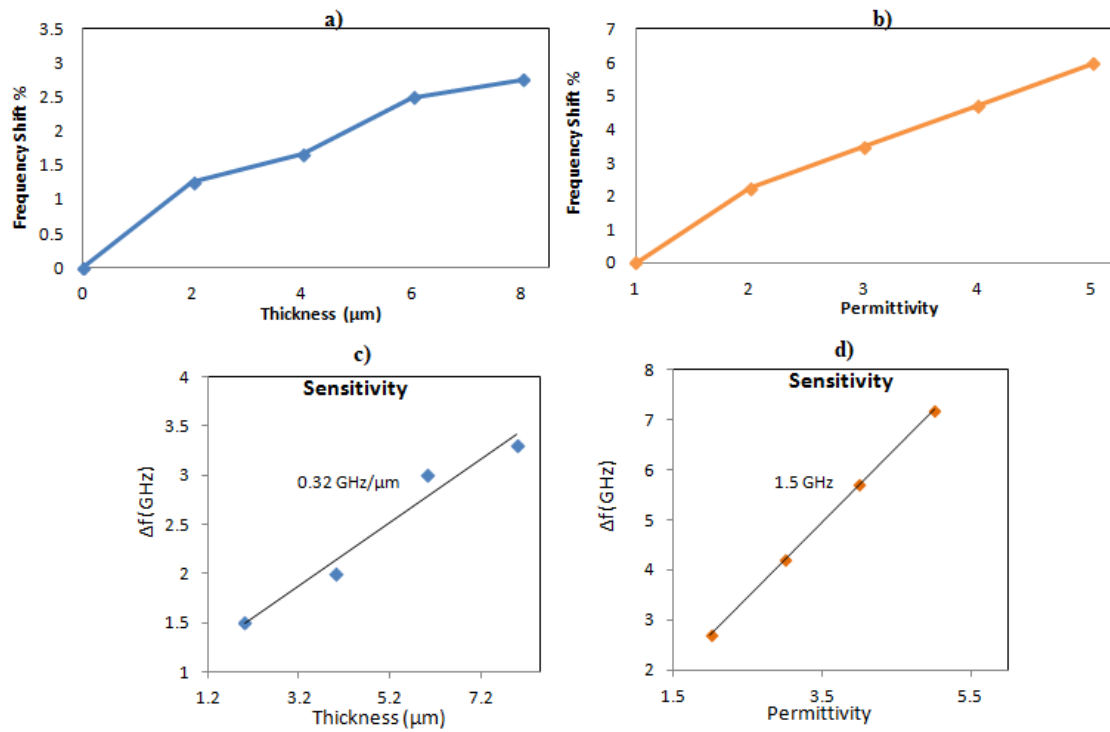 a)
Frequency Shift %
3.5
3
2.5
2
1.5
1
0.5
0
0 2 4 6 8
Thickness (µm)
b)
Frequency Shift %
7
6
5
4
3
2
1
0
1 2 3 4 5
Permittivity
c)
Sensitivity
Δf(GHz)
4
3.5
3
2.5
2
1.5
1
0.32 GHz/µm
1.2 3.2 5.2 7.2
Thickness (µm)
d)
Sensitivity
Δf(GHz)
8
7
6
5
4
3
2
1.5 GHz
1.5 3.5 5.5
Permittivity